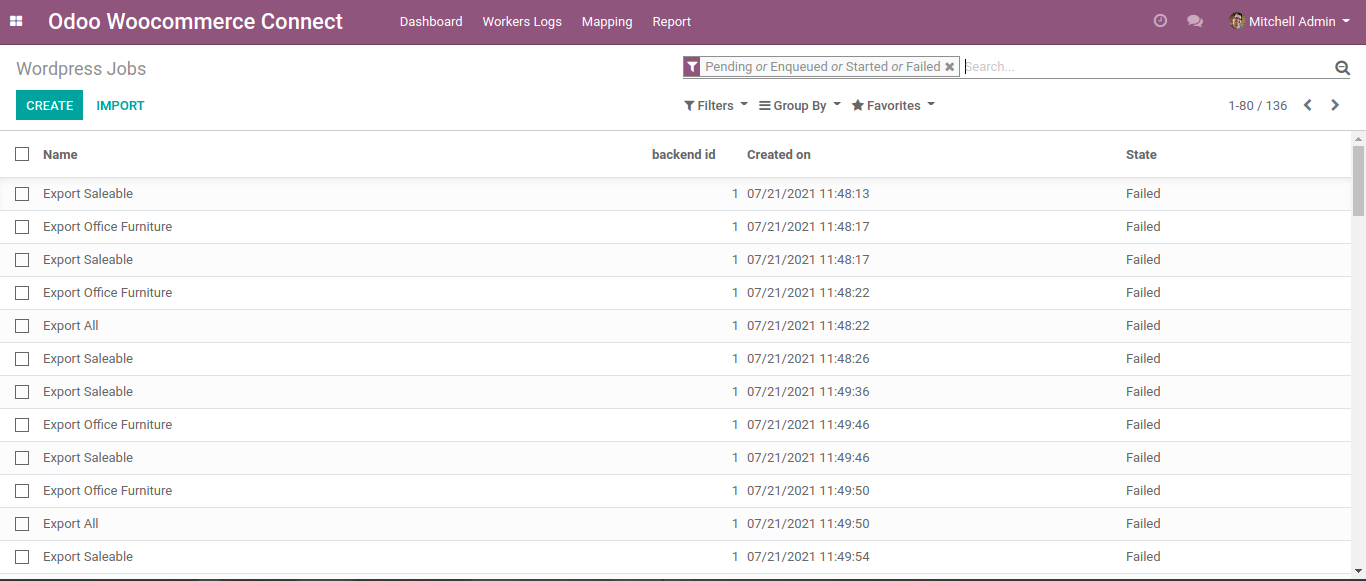 Odoo Woocommerce Connect Dashboard Workers Logs Mapping Report Mitchell Admin
Wordpress Jobs Pending or Enqueued or Started or Failed Search...
CREATE IMPORT Filters Group By Favorites 1-80 / 136
Name backend id Created on State
Export Saleable 1 07/21/2021 11:48:13 Failed
Export Office Furniture 1 07/21/2021 11:48:17 Failed
Export Saleable 1 07/21/2021 11:48:17 Failed
Export Office Furniture 1 07/21/2021 11:48:22 Failed
Export All 1 07/21/2021 11:48:22 Failed
Export Saleable 1 07/21/2021 11:48:26 Failed
Export Saleable 1 07/21/2021 11:49:36 Failed
Export Office Furniture 1 07/21/2021 11:49:46 Failed
Export Saleable 1 07/21/2021 11:49:46 Failed
Export Office Furniture 1 07/21/2021 11:49:50 Failed
Export All 1 07/21/2021 11:49:50 Failed
Export Saleable 1 07/21/2021 11:49:54 Failed